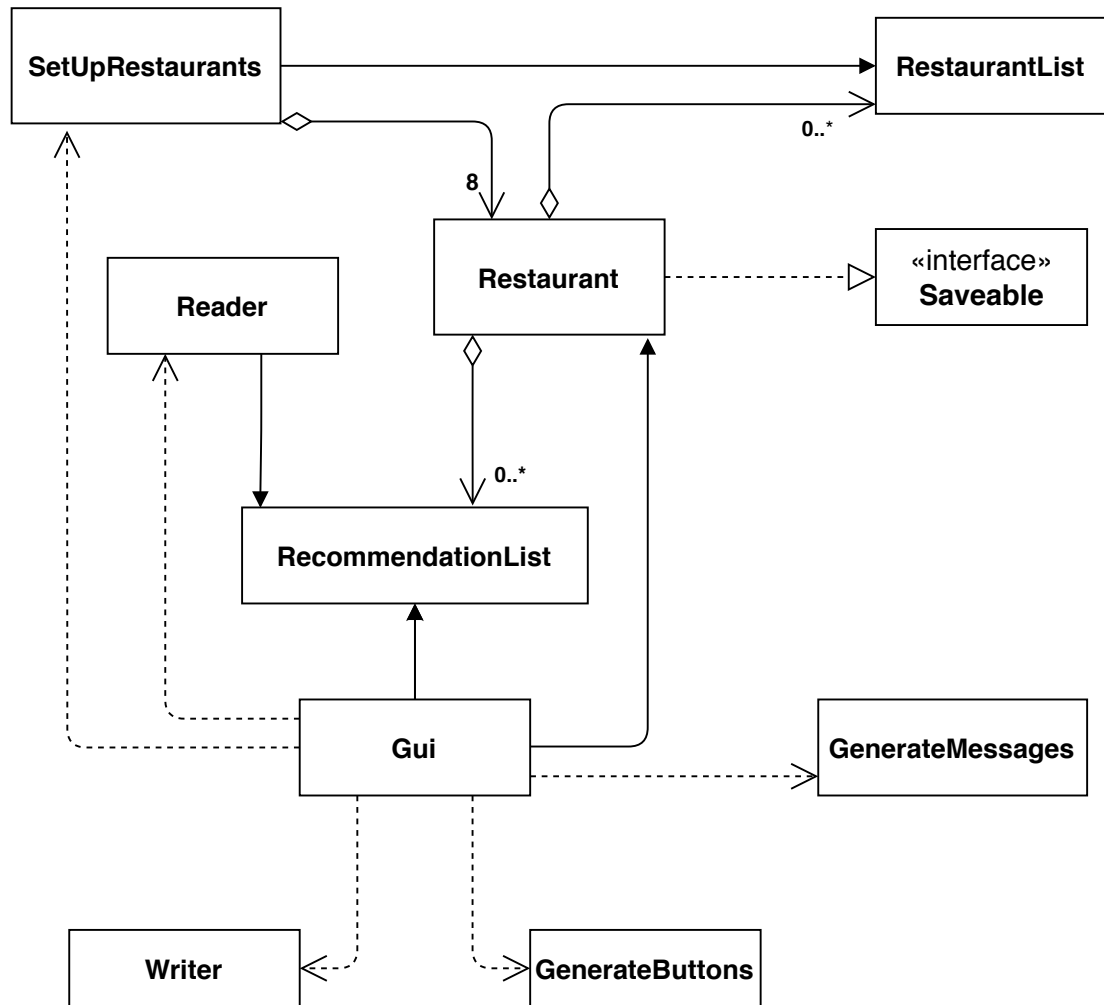 SetUpRestaurants
RestaurantList
0..*
8
Restaurant
«interface»
Saveable
Reader
0..*
RecommendationList
Gui
GenerateMessages
Writer
GenerateButtons